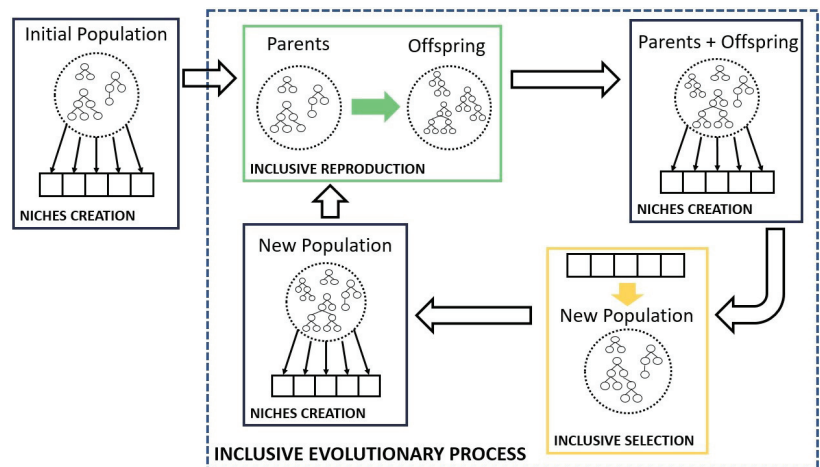 Initial Population
NICHES CREATION
Parents
Offspring
INCLUSIVE REPRODUCTION
Parents + Offspring
NICHES CREATION
New Population
INCLUSIVE SELECTION
New Population
NICHES CREATION
INCLUSIVE EVOLUTIONARY PROCESS